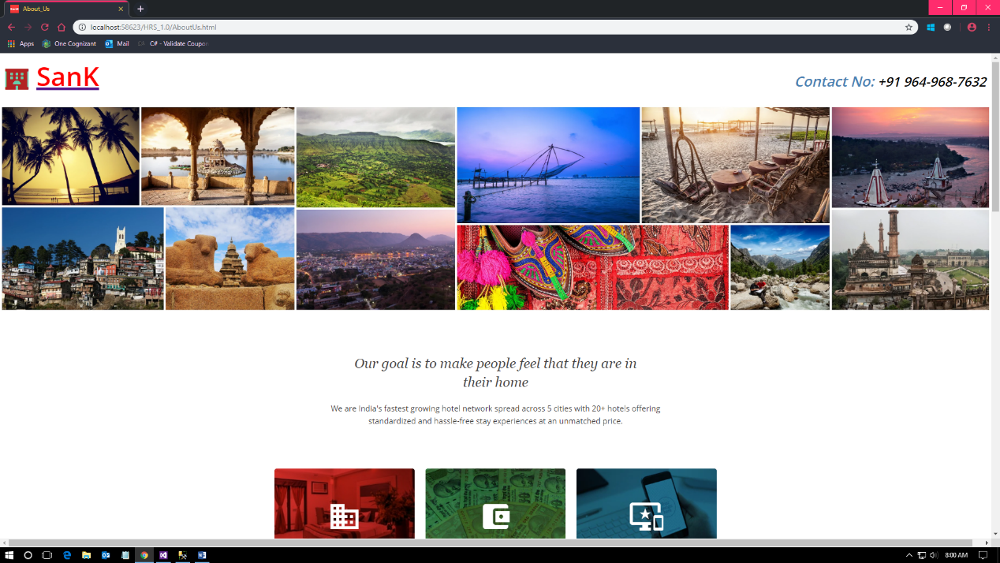 About_Us
localhost:58623/HRS_1.0/AboutUs.html
Apps One Cognizant Mail C# - Validate Coupon
SanK
Contact No: +91 964-968-7632
Our goal is to make people feel that they are in
their home
We are India's fastest growing hotel network spread across 5 cities with 20+ hotels offering
standardized and hassle-free stay experiences at an unmatched price.
8:00 AM